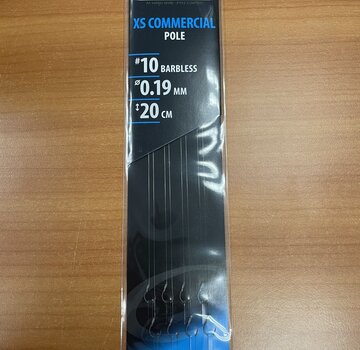 XS COMMERCIAL
POLE
#10 BARBLESS
⌀0.19 MM
↕20 CM